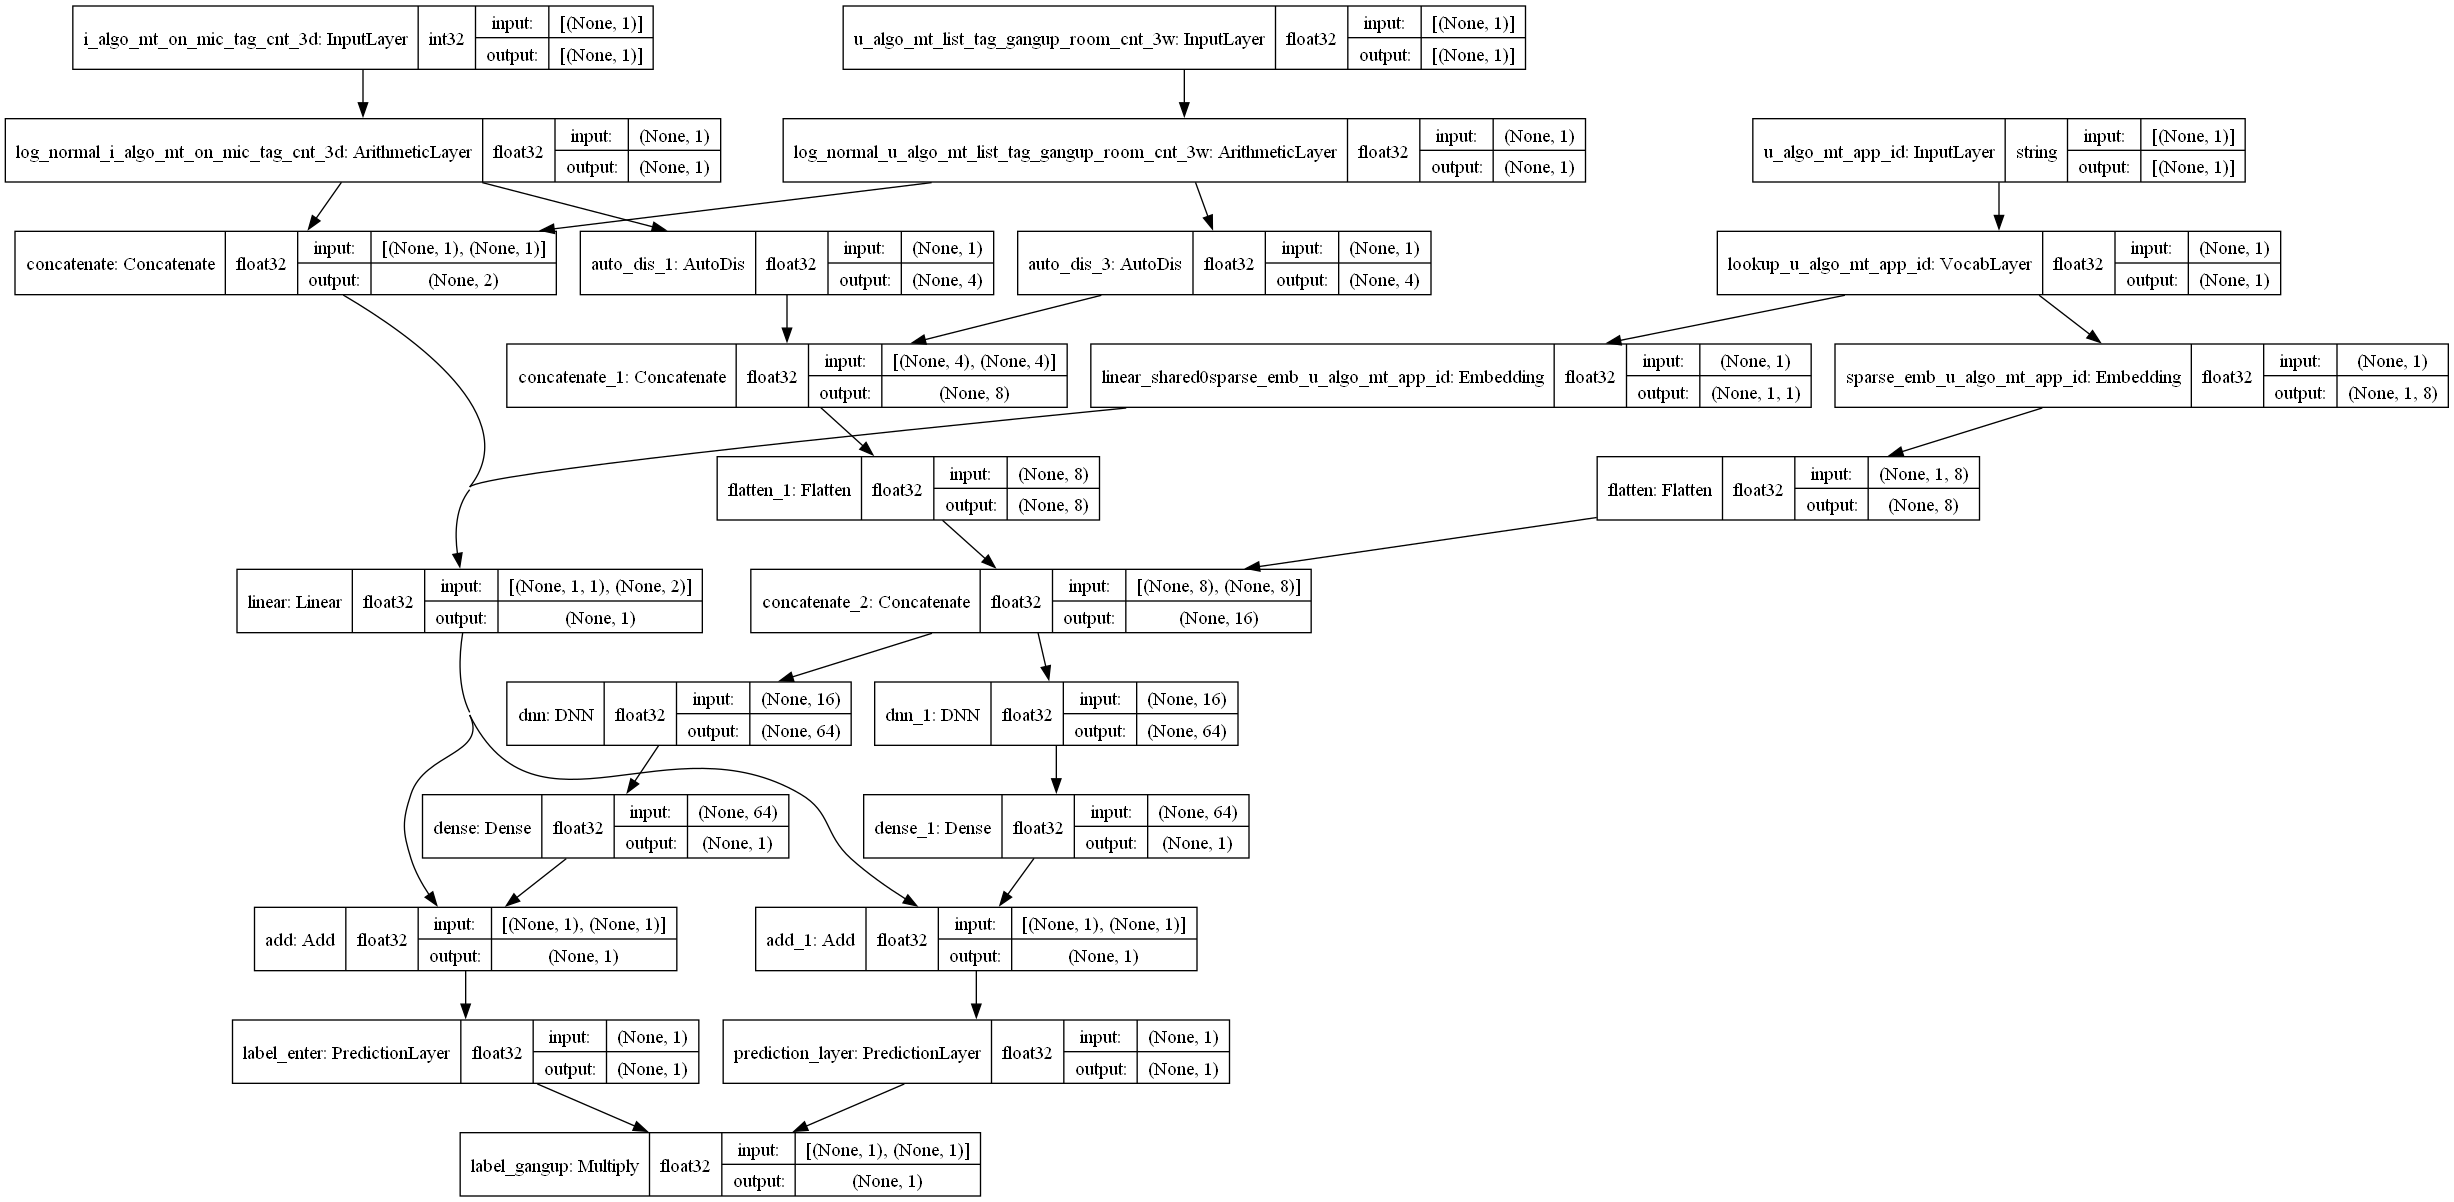 i_algo_mt_on_mic_tag_cnt_3d: InputLayer int32 input: [(None, 1)] output: [(None, 1)]
u_algo_mt_list_tag_gangup_room_cnt_3w: InputLayer float32 input: [(None, 1)] output: [(None, 1)]
log_normal_i_algo_mt_on_mic_tag_cnt_3d: ArithmeticLayer float32 input: (None, 1) output: (None, 1)
log_normal_u_algo_mt_list_tag_gangup_room_cnt_3w: ArithmeticLayer float32 input: (None, 1) output: (None, 1)
u_algo_mt_app_id: InputLayer string input: [(None, 1)] output: [(None, 1)]
concatenate: Concatenate float32 input: [(None, 1), (None, 1)] output: (None, 2)
auto_dis_1: AutoDis float32 input: (None, 1) output: (None, 4)
auto_dis_3: AutoDis float32 input: (None, 1) output: (None, 4)
lookup_u_algo_mt_app_id: VocabLayer float32 input: (None, 1) output: (None, 1)
concatenate_1: Concatenate float32 input: [(None, 4), (None, 4)] output: (None, 8)
linear_shared0sparse_emb_u_algo_mt_app_id: Embedding float32 input: (None, 1) output: (None, 1, 1)
sparse_emb_u_algo_mt_app_id: Embedding float32 input: (None, 1) output: (None, 1, 8)
flatten_1: Flatten float32 input: (None, 8) output: (None, 8)
flatten: Flatten float32 input: (None, 1, 8) output: (None, 8)
linear: Linear float32 input: [(None, 1, 1), (None, 2)] output: (None, 1)
concatenate_2: Concatenate float32 input: [(None, 8), (None, 8)] output: (None, 16)
dnn: DNN float32 input: (None, 16) output: (None, 64)
dnn_1: DNN float32 input: (None, 16) output: (None, 64)
dense: Dense float32 input: (None, 64) output: (None, 1)
dense_1: Dense float32 input: (None, 64) output: (None, 1)
add: Add float32 input: [(None, 1), (None, 1)] output: (None, 1)
add_1: Add float32 input: [(None, 1), (None, 1)] output: (None, 1)
label_enter: PredictionLayer float32 input: (None, 1) output: (None, 1)
prediction_layer: PredictionLayer float32 input: (None, 1) output: (None, 1)
label_gangup: Multiply float32 input: [(None, 1), (None, 1)] output: (None, 1)